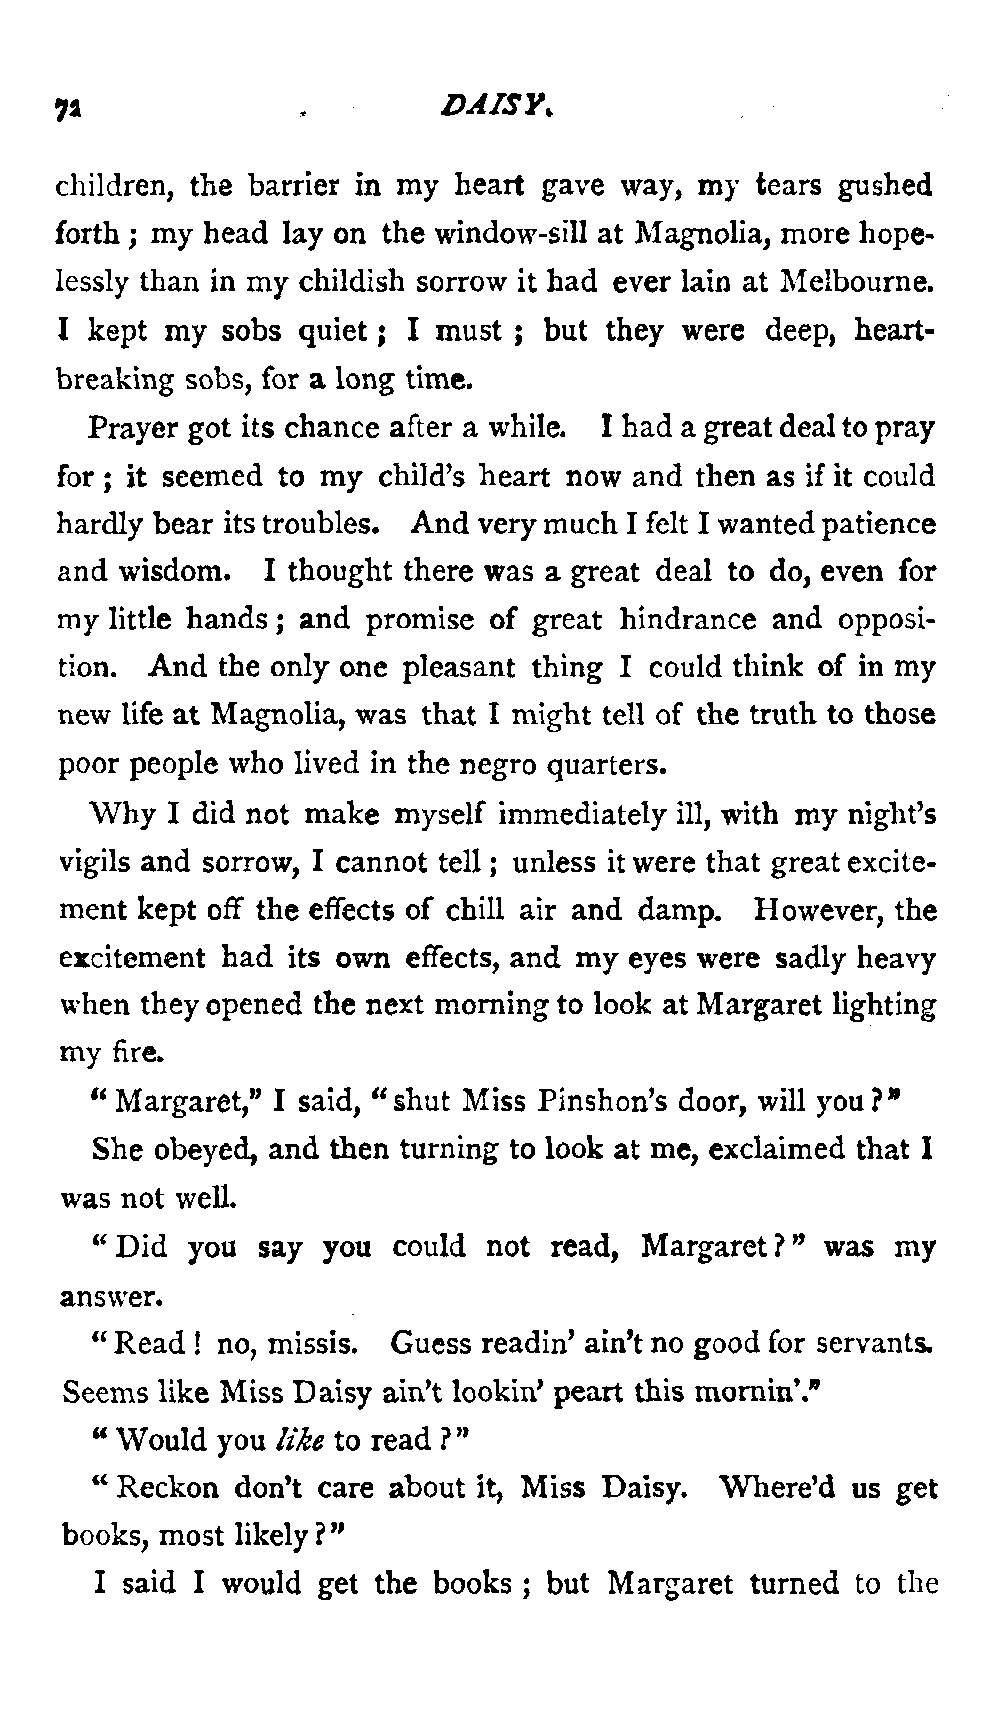 72 DAISY.
children, the barrier in my heart gave way, my tears gushed
forth ; my head lay on the window-sill at Magnolia, more hope-
lessly than in my childish sorrow it had ever lain at Melbourne.
I kept my sobs quiet ; I must ; but they were deep, heart-
breaking sobs, for a long time.
Prayer got its chance after a while. I had a great deal to pray
for ; it seemed to my child's heart now and then as if it could
hardly bear its troubles. And very much I felt I wanted patience
and wisdom. I thought there was a great deal to do, even for
my little hands ; and promise of great hindrance and opposi-
tion. And the only one pleasant thing I could think of in my
new life at Magnolia, was that I might tell of the truth to those
poor people who lived in the negro quarters.
Why I did not make myself immediately ill, with my night's
vigils and sorrow, I cannot tell ; unless it were that great excite-
ment kept off the effects of chill air and damp. However, the
excitement had its own effects, and my eyes were sadly heavy
when they opened the next morning to look at Margaret lighting
my fire.
“ Margaret,” I said, “ shut Miss Pinshon's door, will you ?”
She obeyed, and then turning to look at me, exclaimed that I
was not well.
“ Did you say you could not read, Margaret ? ” was my
answer.
“ Read ! no, missis. Guess readin' ain't no good for servants.
Seems like Miss Daisy ain't lookin' peart this mornin'.”
“ Would you like to read ?”
“ Reckon don't care about it, Miss Daisy. Where'd us get
books, most likely ?”
I said I would get the books ; but Margaret turned to the